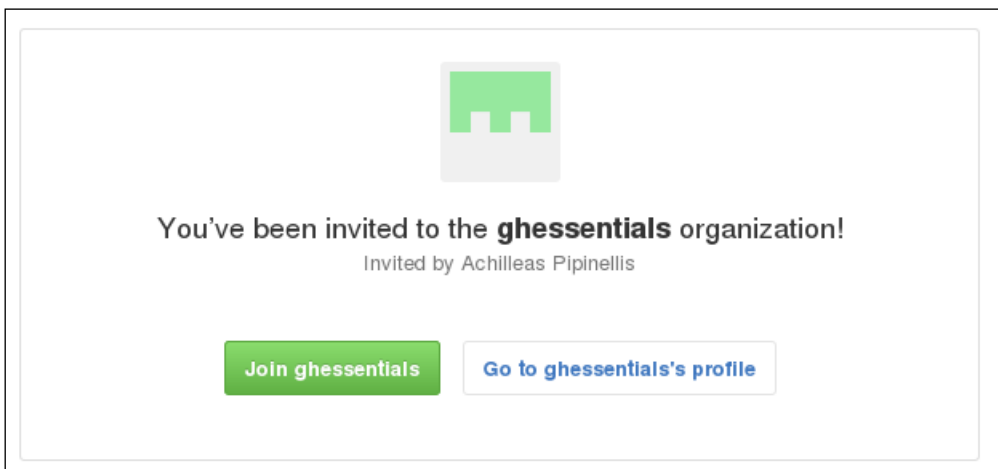 You've been invited to the ghessentials organization!
Invited by Achilleas Pipinellis
Join ghessentials
Go to ghessentials's profile